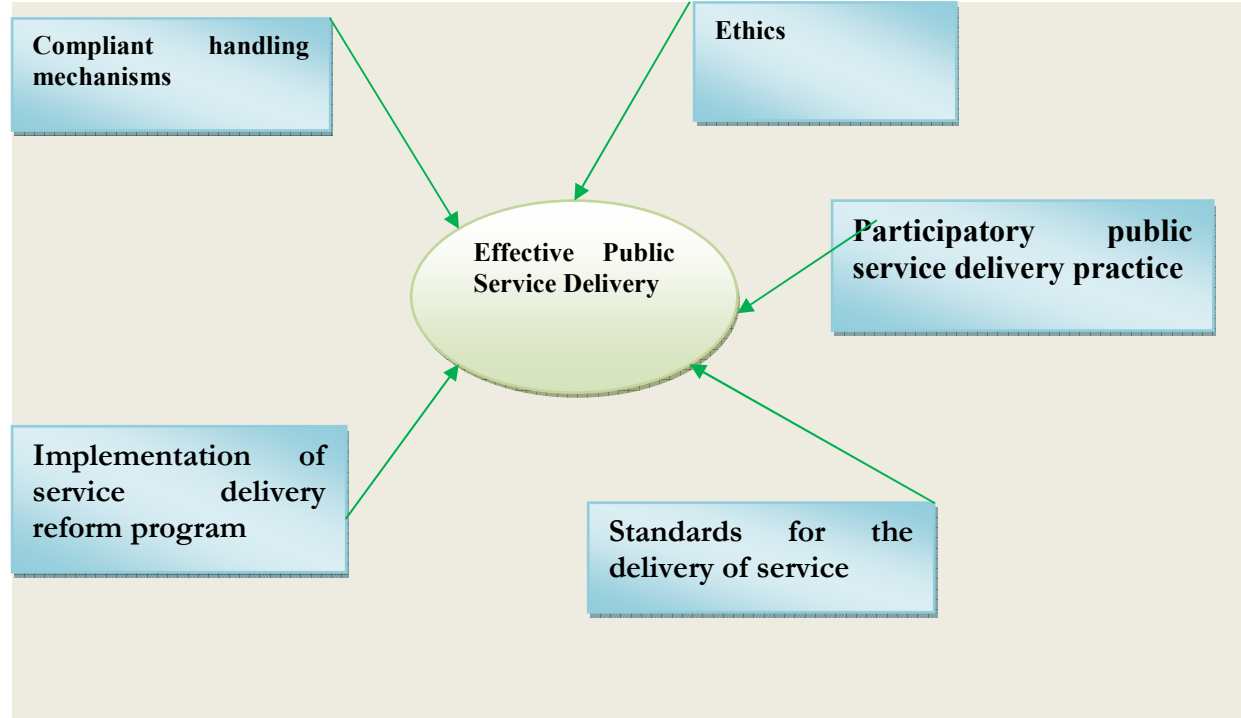 Compliant handling
mechanisms
Ethics
Effective Public
Service Delivery
Participatory public
service delivery practice
Implementation of
service delivery
reform program
Standards for the
delivery of service